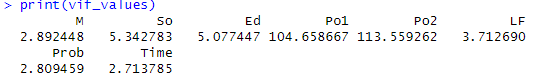 > print(vif_values)
M So Ed Po1 Po2 LF
2.892448 5.342783 5.077447 104.658667 113.559262 3.712690
Prob Time
2.809459 2.713785